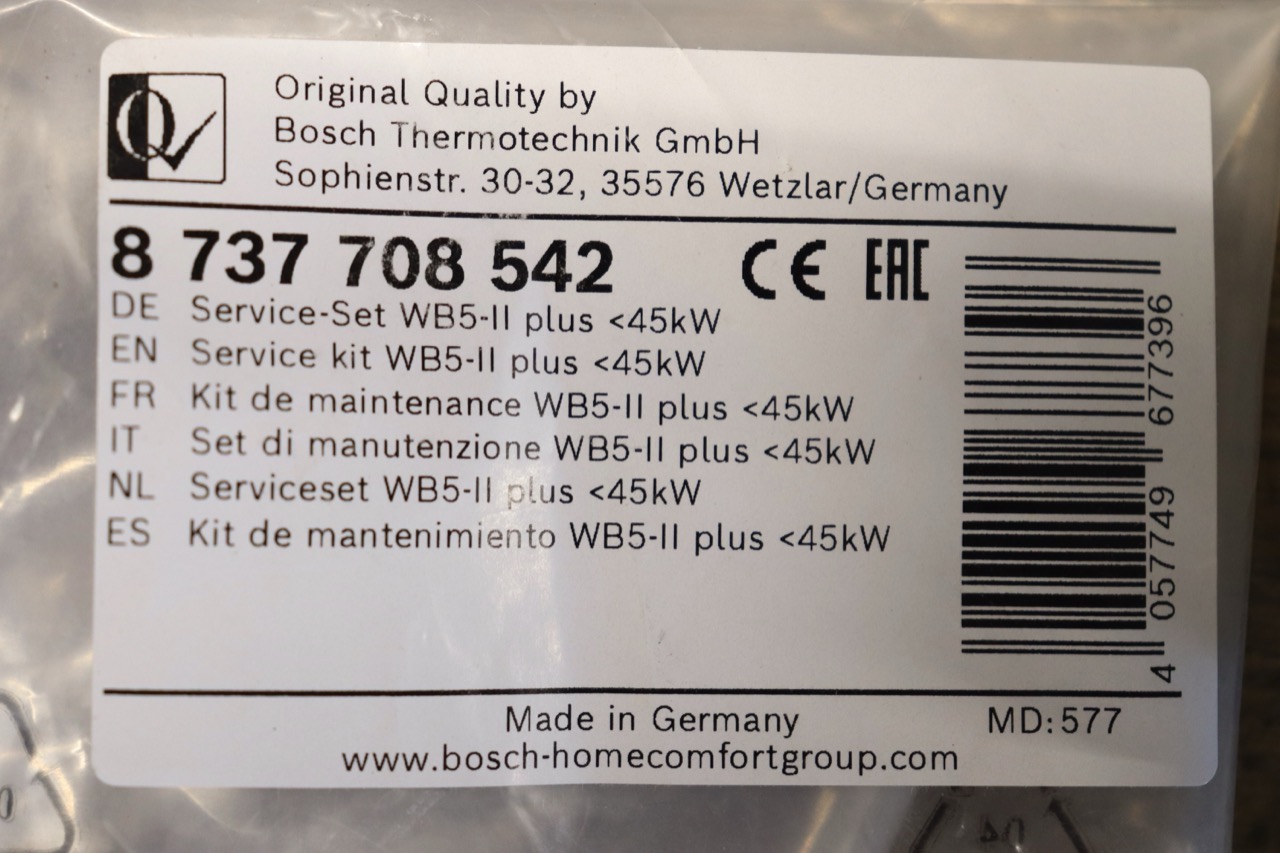 Q
Original Quality by
Bosch Thermotechnik GmbH
Sophienstr. 30-32, 35576 Wetzlar/Germany
8 737 708 542 CE EAC
DE Service-Set WB5-II plus <45kW
EN Service kit WB5-II plus <45kW
FR Kit de maintenance WB5-II plus <45kW
IT Set di manutenzione WB5-II plus <45kW
NL Serviceset WB5-II plus <45kW
ES Kit de mantenimiento WB5-II plus <45kW
4 057749 677396
Made in Germany MD:577
www.bosch-homecomfortgroup.com
04